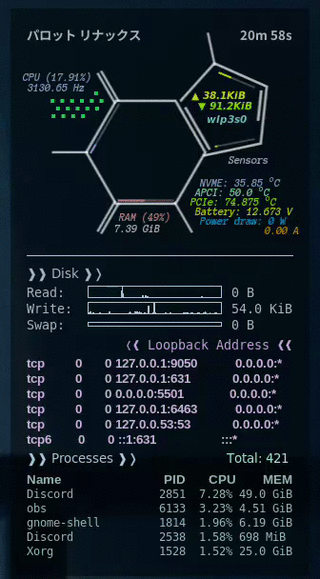 パロット リナックス 20m 58s
CPU (17.91%)
3130.65 Hz
▲ 38.1KiB
▼ 91.2KiB
wlp3s0
Sensors
NVME: 35.85 °C
APCI: 50.0 °C
PCIe: 74.875 °C
Battery: 12.673 V
Power draw: 0 W
0.00 A
RAM (49%)
7.39 GiB
❫❫ Disk ❫❫
Read: 0 B
Write: 54.0 KiB
Swap: 0 B
❪❪ Loopback Address ❪❪
tcp 0 0 127.0.0.1:9050 0.0.0.0:*
tcp 0 0 127.0.0.1:631 0.0.0.0:*
tcp 0 0 0.0.0.0:5501 0.0.0.0:*
tcp 0 0 127.0.0.1:6463 0.0.0.0:*
tcp 0 0 127.0.0.53:53 0.0.0.0:*
tcp6 0 0 ::1:631 :::*
❫❫ Processes ❫❫ Total: 421
Name PID CPU MEM
Discord 2851 7.28% 49.0 GiB
obs 6133 3.23% 4.51 GiB
gnome-shell 1814 1.96% 6.19 GiB
Discord 2538 1.58% 698 MiB
Xorg 1528 1.52% 25.0 GiB